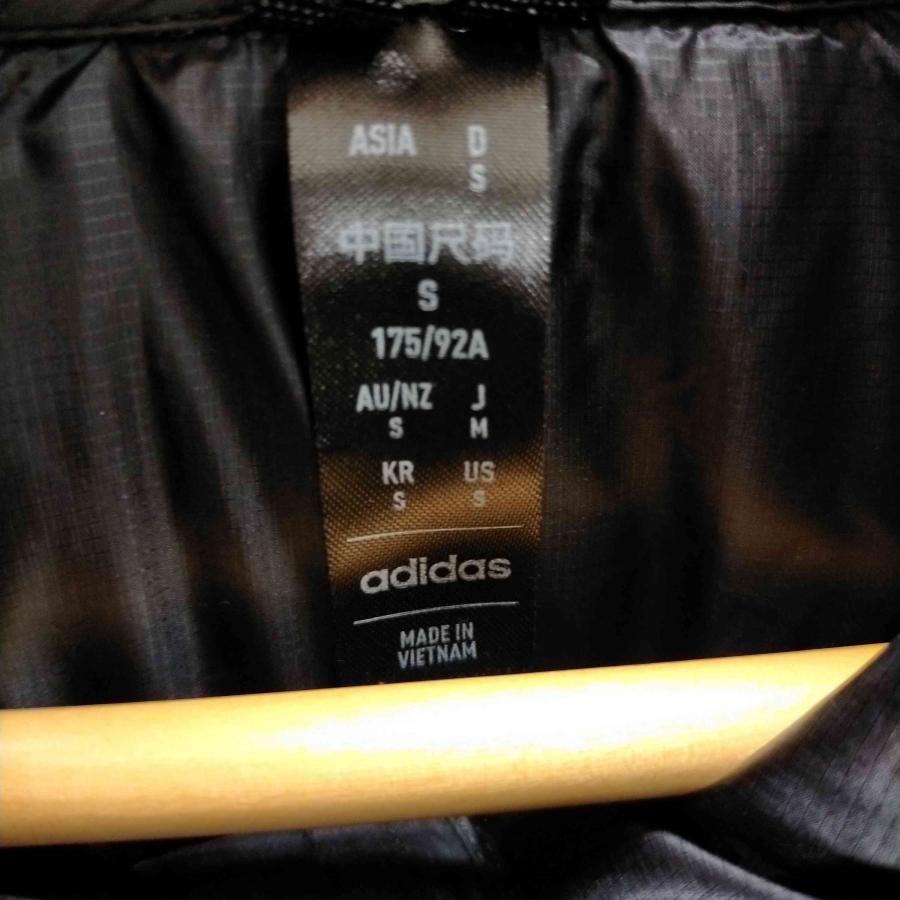 ASIA D
S
中国尺码
S
175/92A
AU/NZ J
S M
KR US
S S
adidas
MADE IN
VIETNAM